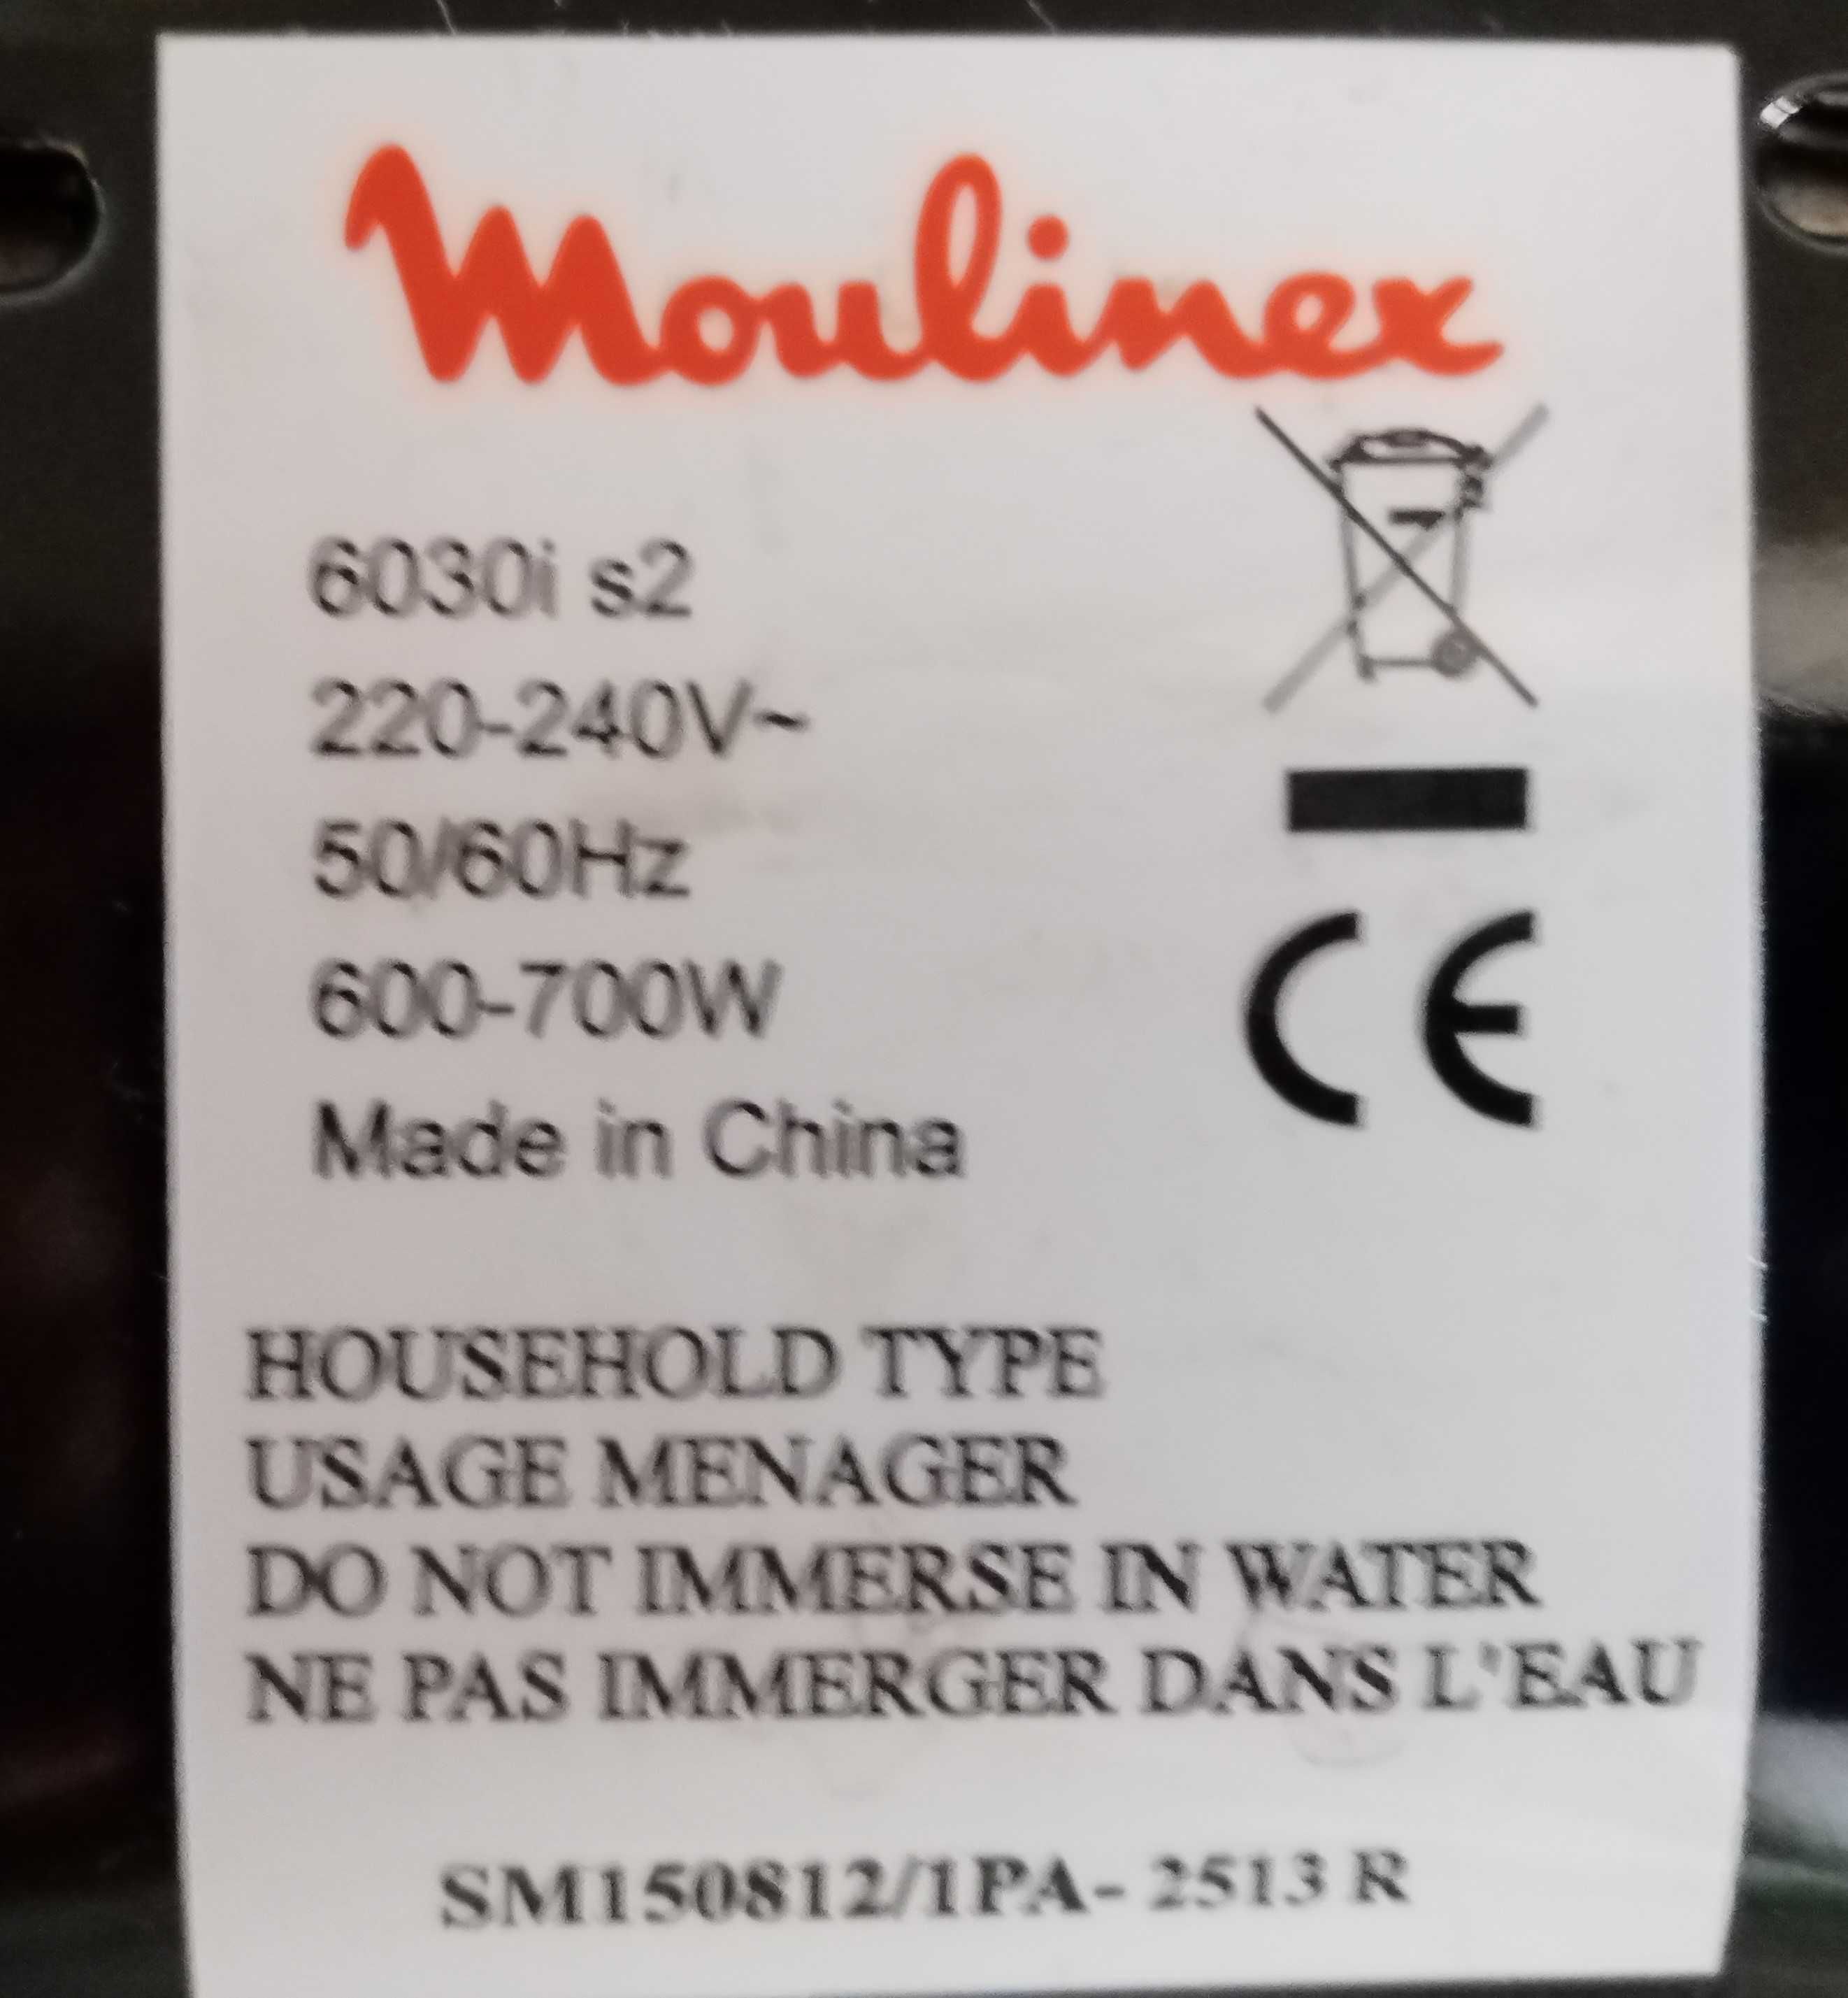 Moulinex
6030i s2
220-240V~
50/60Hz
600-700W
Made in China
CE
HOUSEHOLD TYPE
USAGE MENAGER
DO NOT IMMERSE IN WATER
NE PAS IMMERGER DANS L'EAU
SM150812/1PA- 2513 R